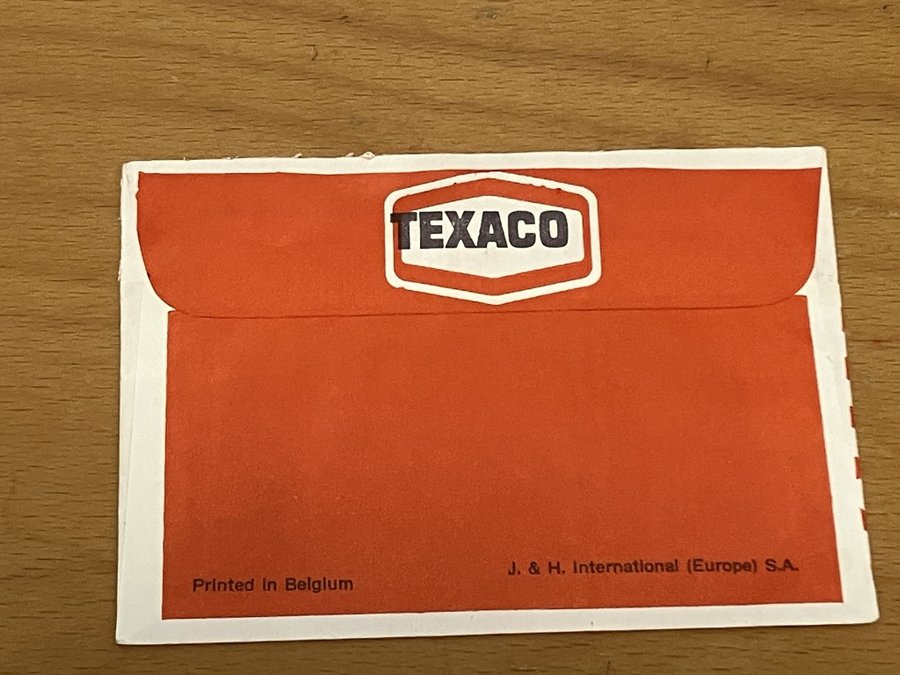 TEXACO
J. & H. International (Europe) S.A.
Printed in Belgium